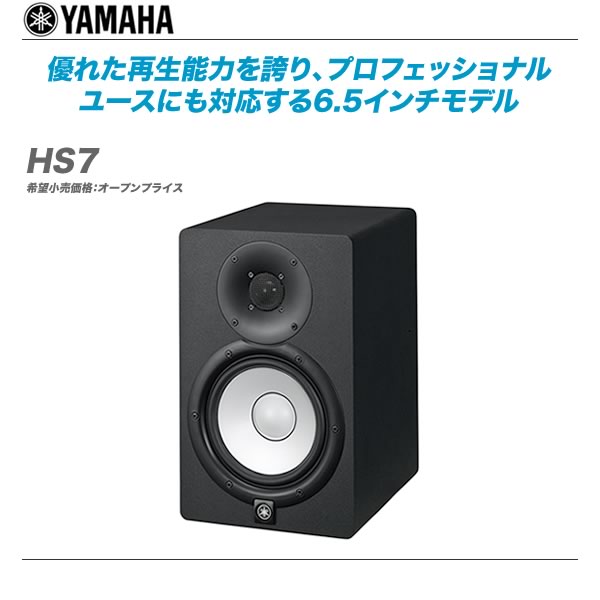 YAMAHA
優れた再生能力を誇り、プロフェッショナル
ユースにも対応する6.5インチモデル
HS7
希望小売価格：オープンプライス